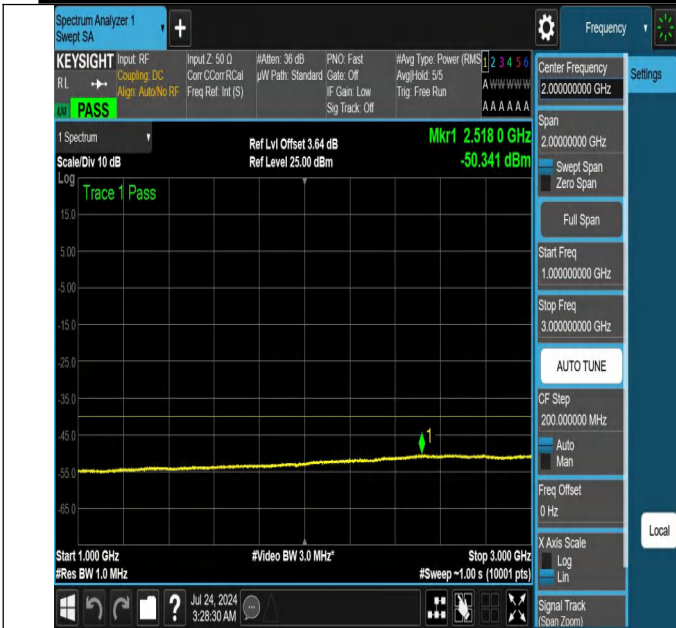 Spectrum Analyzer 1
Swept SA
+
Frequency
KEYSIGHT
RL
PASS
Input: RF
Coupling: DC
Align: Auto/No RF
Input Z: 50 Ω
Corr CCorr RCal
Freq Ref: Int (S)
#Atten: 36 dB
µW Path: Standard
PNO: Fast
Gate: Off
IF Gain: Low
Sig Track: Off
#Avg Type: Power (RMS
Avg|Hold: 5/5
Trig: Free Run
1 2 3 4 5 6
A W W W W W
A A A A A A
1 Spectrum
Scale/Div 10 dB
Log
Ref Lvl Offset 3.64 dB
Ref Level 25.00 dBm
Mkr1 2.518 0 GHz
-50.341 dBm
Trace 1 Pass
15.0
5.00
-5.00
-15.0
-25.0
-35.0
-45.0
-55.0
-65.0
1
Start 1.000 GHz
#Res BW 1.0 MHz
#Video BW 3.0 MHz*
Stop 3.000 GHz
#Sweep ~1.00 s (10001 pts)
?
Jul 24, 2024
3:28:30 AM
Center Frequency
2.000000000 GHz
Settings
Span
2.00000000 GHz
Swept Span
Zero Span
Full Span
Start Freq
1.000000000 GHz
Stop Freq
3.000000000 GHz
AUTO TUNE
CF Step
200.000000 MHz
Auto
Man
Freq Offset
0 Hz
X Axis Scale
Log
Lin
Local
Signal Track
(Span Zoom)